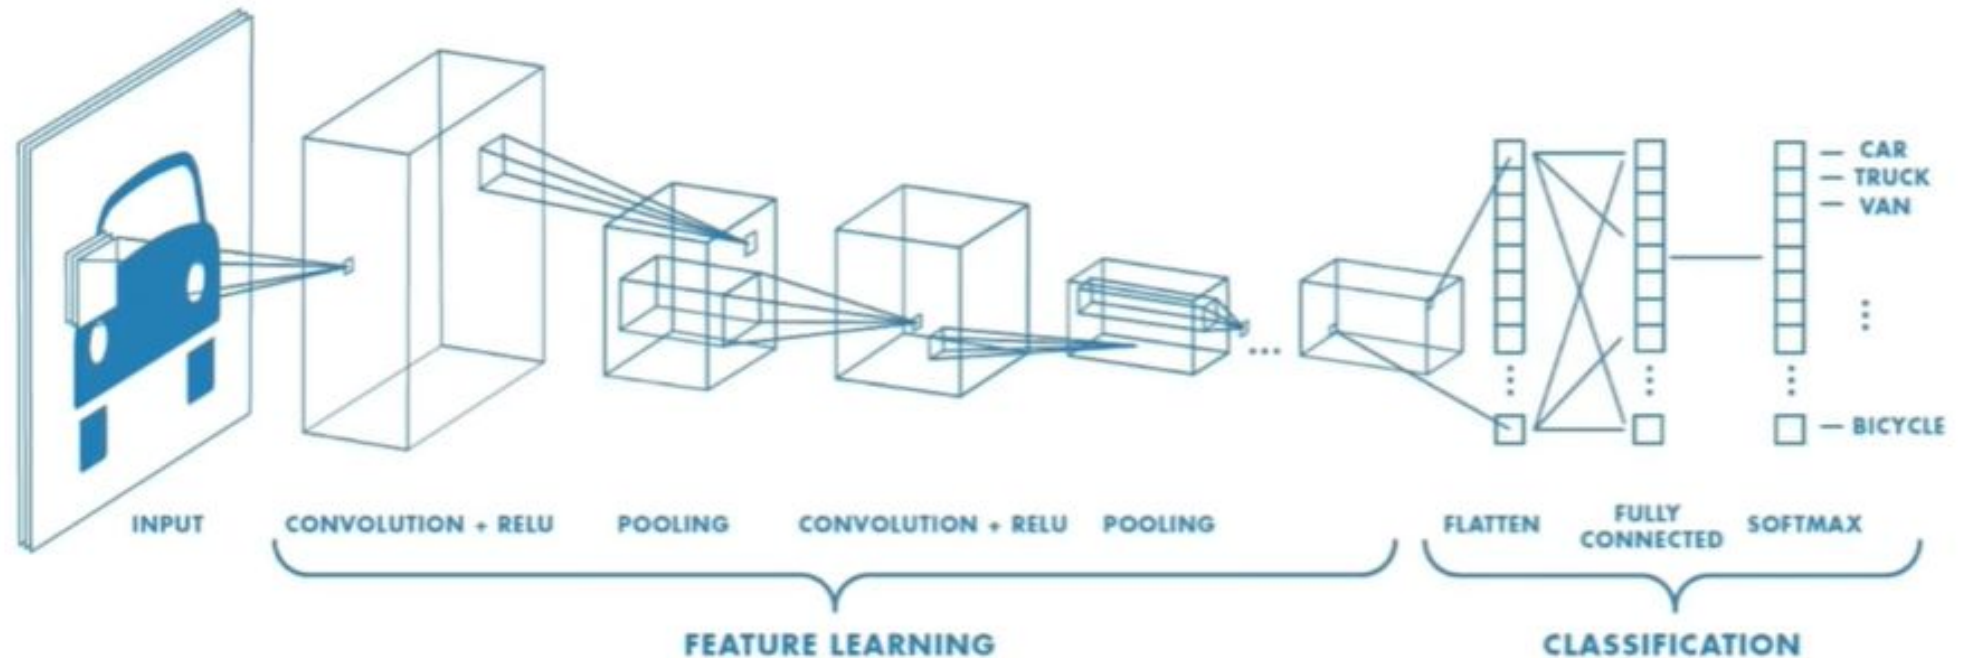 CAR
TRUCK
VAN
BICYCLE
INPUT
CONVOLUTION + RELU
POOLING
CONVOLUTION + RELU
POOLING
FLATTEN
FULLY
CONNECTED
SOFTMAX
FEATURE LEARNING
CLASSIFICATION